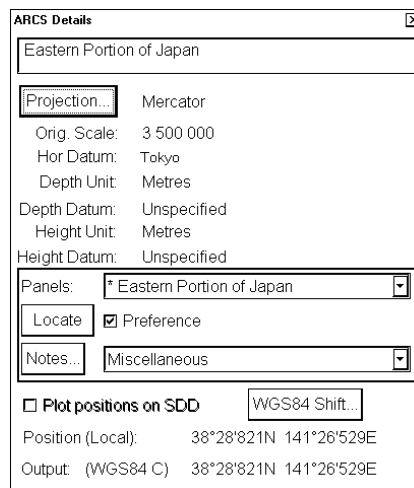 ARCS Details
Eastern Portion of Japan
Projection... Mercator
Orig. Scale: 3 500 000
Hor Datum: Tokyo
Depth Unit: Metres
Depth Datum: Unspecified
Height Unit: Metres
Height Datum: Unspecified
Panels: * Eastern Portion of Japan
Locate Preference
Notes... Miscellaneous
Plot positions on SDD WGS84 Shift...
Position (Local): 38°28'821N 141°26'529E
Output: (WGS84 C) 38°28'821N 141°26'529E